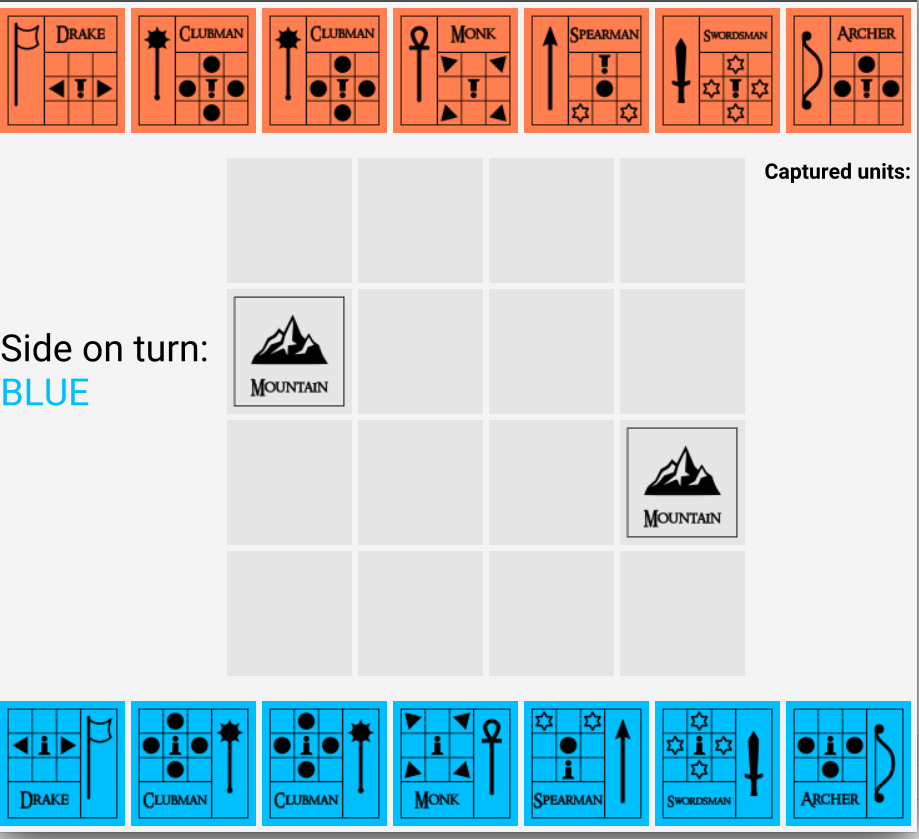 DRAKE
CLUBMAN
CLUBMAN
MONK
SPEARMAN
SWORDSMAN
ARCHER
Captured units:
Side on turn:
BLUE
MOUNTAIN
MOUNTAIN
DRAKE
CLUBMAN
CLUBMAN
MONK
SPEARMAN
SWORDSMAN
ARCHER